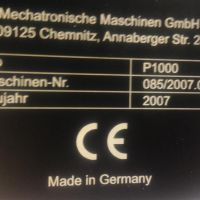 Mechatronische Maschinen GmbH
09125 Chemnitz, Annaberger Str. 2
P1000
schinen-Nr. 085/2007.0
ujahr 2007
CE
Made in Germany